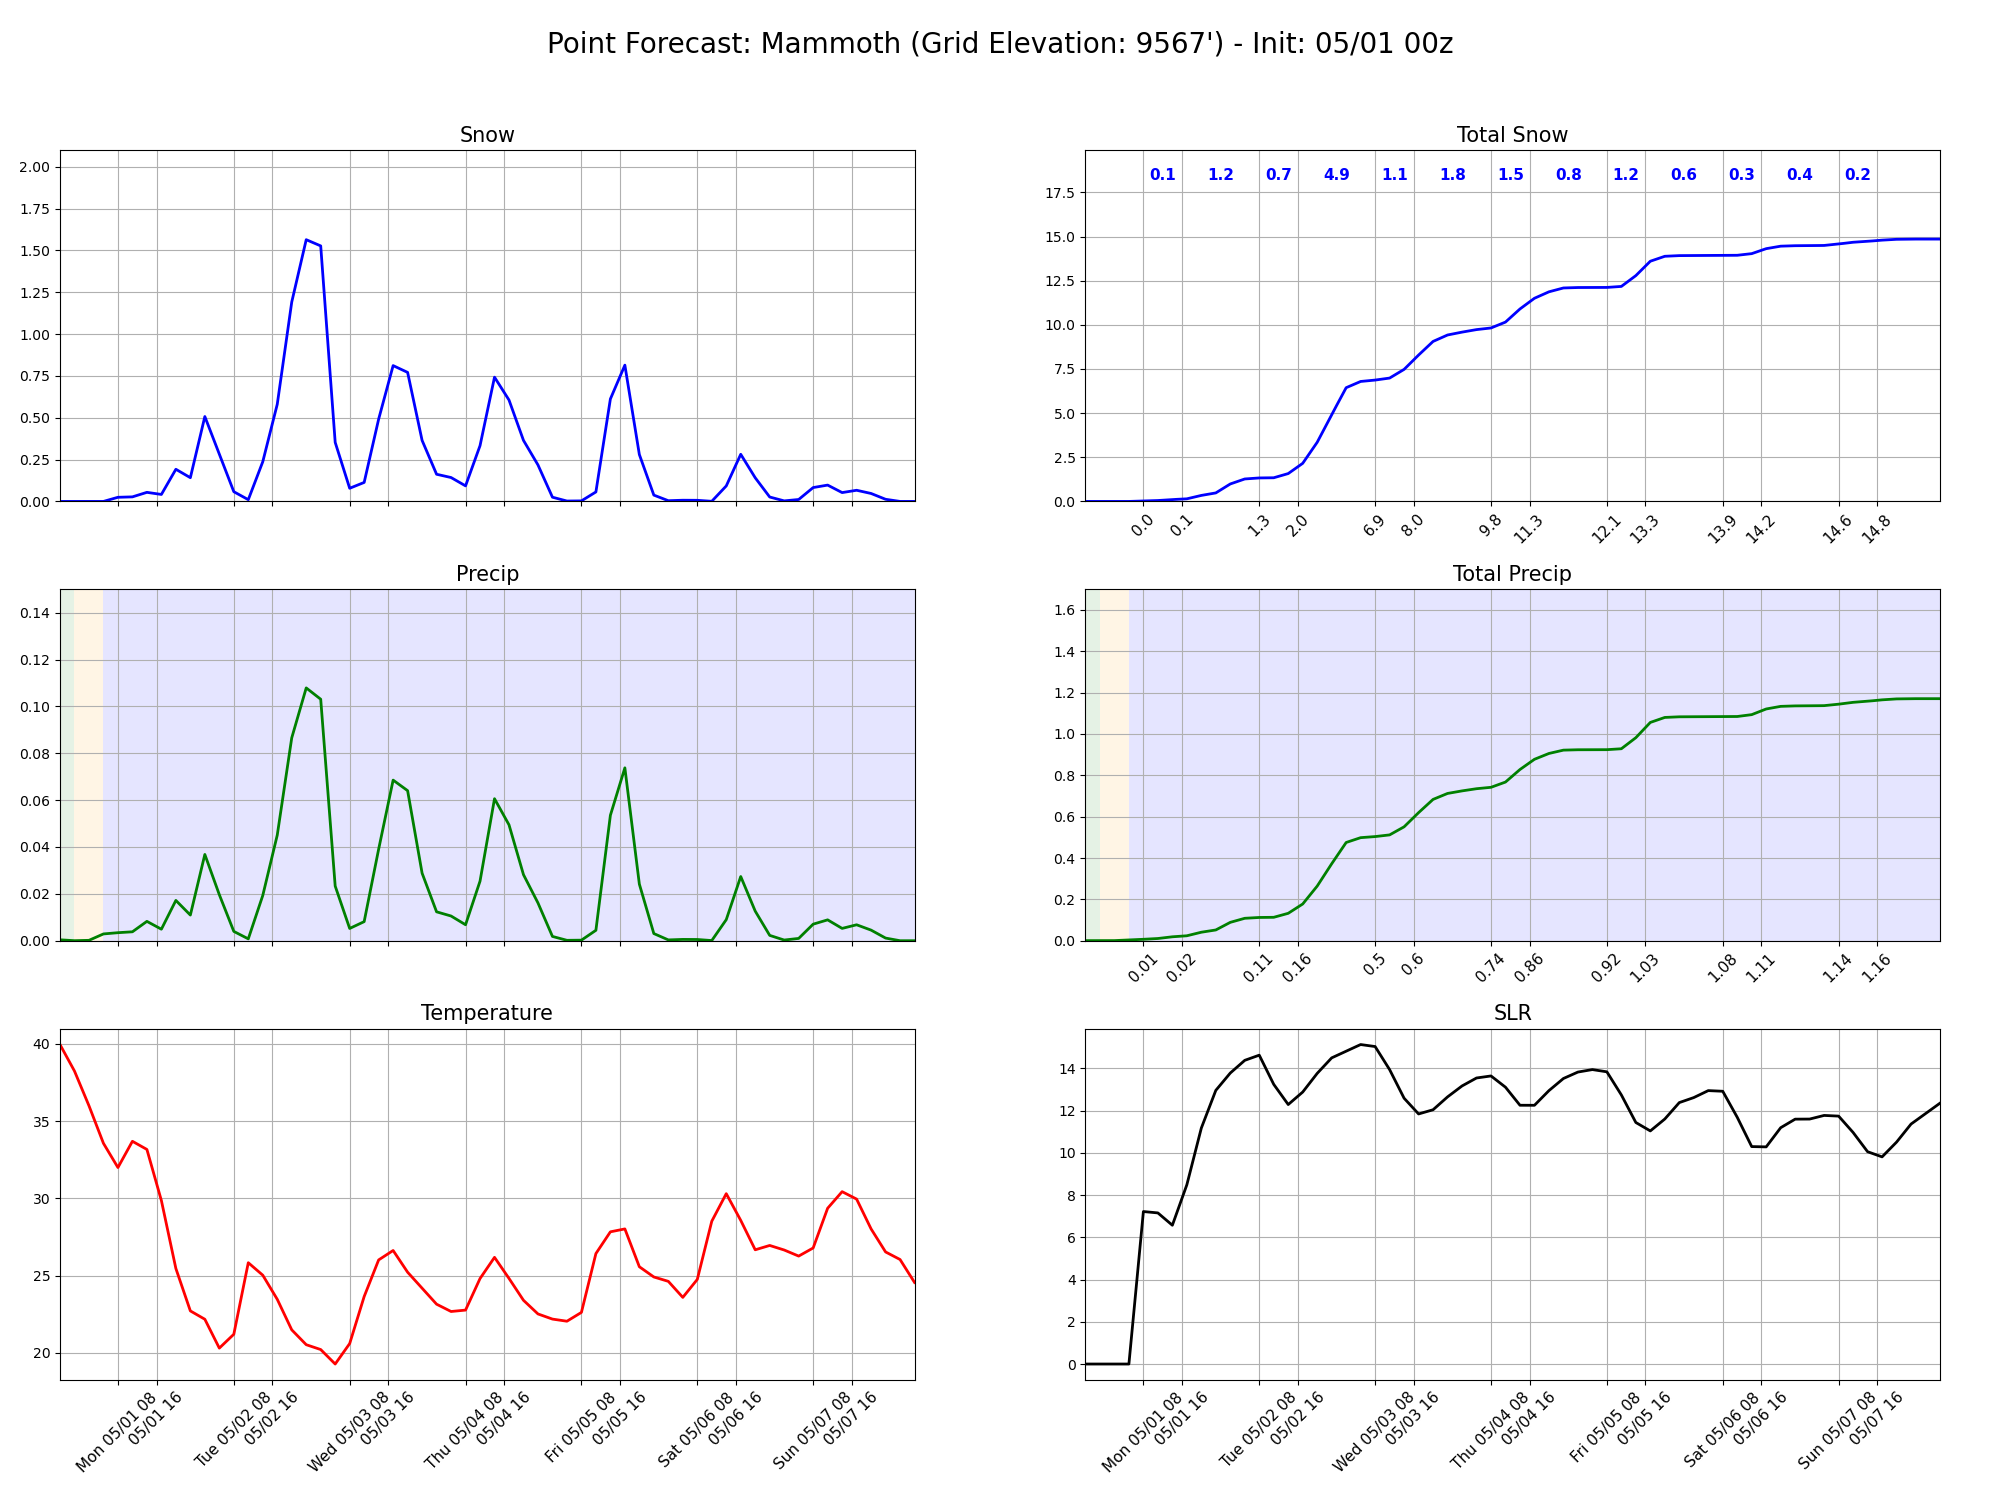 Point Forecast: Mammoth (Grid Elevation: 9567') - Init: 05/01 00z
Snow
2.00
1.75
1.50
1.25
1.00
0.75
0.50
0.25
0.00
Total Snow
0.1 1.2 0.7 4.9 1.1 1.8 1.5 0.8 1.2 0.6 0.3 0.4 0.2
17.5
15.0
12.5
10.0
7.5
5.0
2.5
0.0
0.0 0.1 1.3 2.0 6.9 8.0 9.8 11.3 12.1 13.3 13.9 14.2 14.6 14.8
Precip
0.14
0.12
0.10
0.08
0.06
0.04
0.02
0.00
Total Precip
1.6
1.4
1.2
1.0
0.8
0.6
0.4
0.2
0.0
0.01 0.02 0.11 0.16 0.5 0.6 0.74 0.86 0.92 1.03 1.08 1.11 1.14 1.16
Temperature
40
35
30
25
20
Mon 05/01 08
05/01 16
Tue 05/02 08
05/02 16
Wed 05/03 08
05/03 16
Thu 05/04 08
05/04 16
Fri 05/05 08
05/05 16
Sat 05/06 08
05/06 16
Sun 05/07 08
05/07 16
SLR
14
12
10
8
6
4
2
0
Mon 05/01 08
05/01 16
Tue 05/02 08
05/02 16
Wed 05/03 08
05/03 16
Thu 05/04 08
05/04 16
Fri 05/05 08
05/05 16
Sat 05/06 08
05/06 16
Sun 05/07 08
05/07 16